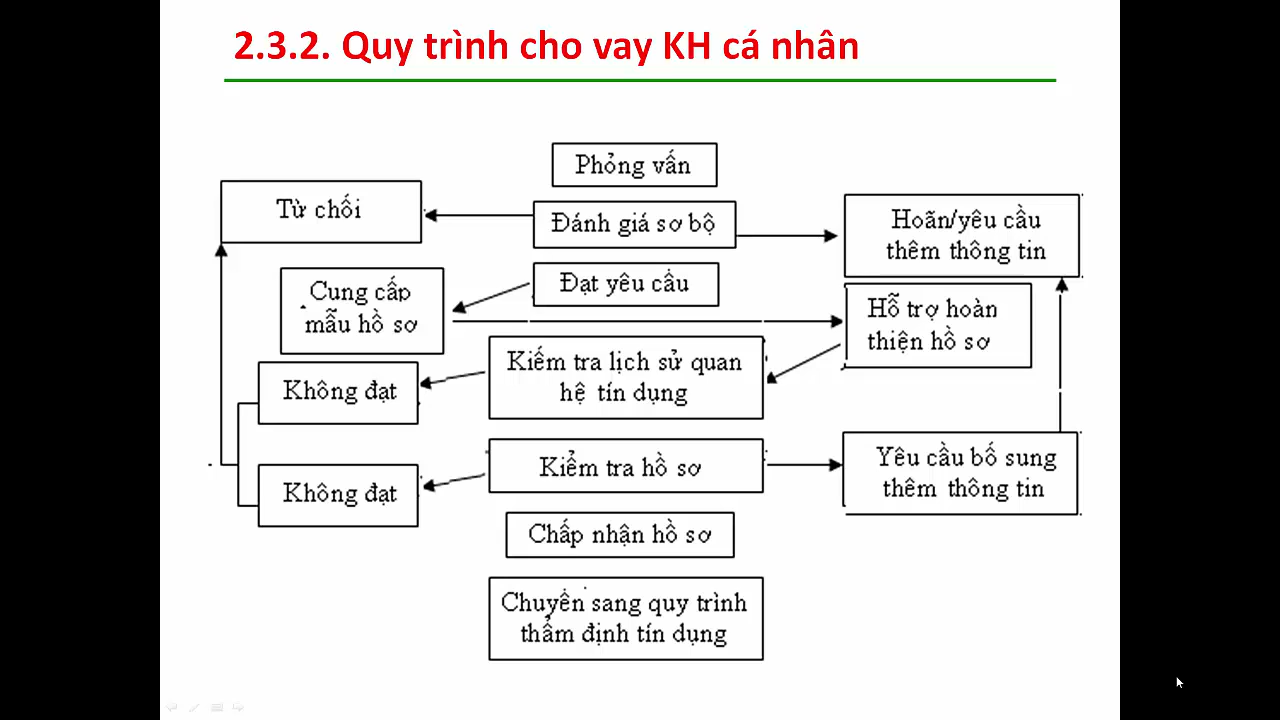 2.3.2. Quy trình cho vay KH cá nhân
Phỏng vấn
Từ chối
Đánh giá sơ bộ
Hoãn/yêu cầu
thêm thông tin
Đạt yêu cầu
Cung cấp
mẫu hồ sơ
Hỗ trợ hoàn
thiện hồ sơ
Kiểm tra lịch sử quan
hệ tín dụng
Không đạt
Kiểm tra hồ sơ
Yêu cầu bổ sung
thêm thông tin
Không đạt
Chấp nhận hồ sơ
Chuyển sang quy trình
thẩm định tín dụng